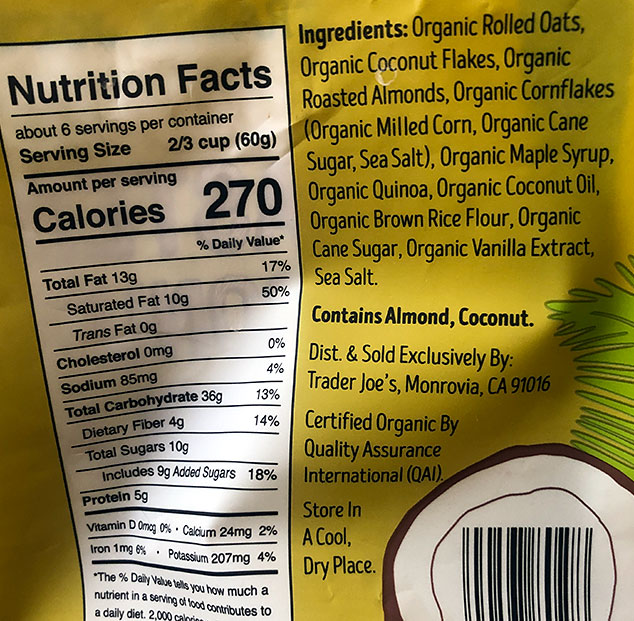 Nutrition Facts
about 6 servings per container
Serving Size 2/3 cup (60g)
Amount per serving
Calories 270
% Daily Value*
Total Fat 13g 17%
Saturated Fat 10g 50%
Trans Fat 0g
Cholesterol 0mg 0%
Sodium 85mg 4%
Total Carbohydrate 36g 13%
Dietary Fiber 4g 14%
Total Sugars 10g
Includes 9g Added Sugars 18%
Protein 5g
Vitamin D 0mcg 0% • Calcium 24mg 2%
Iron 1mg 6% • Potassium 207mg 4%
*The % Daily Value tells you how much a
nutrient in a serving of food contributes to
a daily diet. 2,000
Ingredients: Organic Rolled Oats,
Organic Coconut Flakes, Organic
Roasted Almonds, Organic Cornflakes
(Organic Milled Corn, Organic Cane
Sugar, Sea Salt), Organic Maple Syrup,
Organic Quinoa, Organic Coconut Oil,
Organic Brown Rice Flour, Organic
Cane Sugar, Organic Vanilla Extract,
Sea Salt.
Contains Almond, Coconut.
Dist. & Sold Exclusively By:
Trader Joe's, Monrovia, CA 91016
Certified Organic By
Quality Assurance
International (QAI).
Store In
A Cool,
Dry Place.